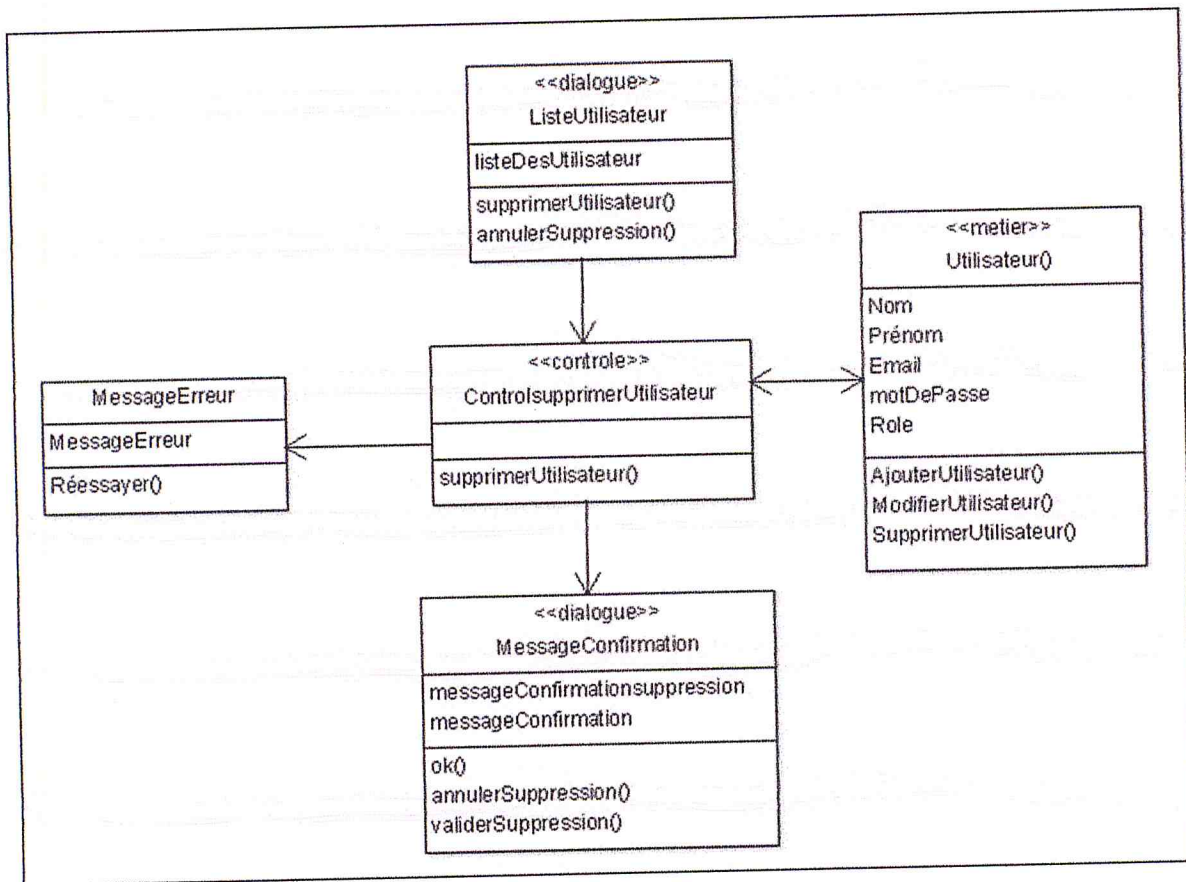 <<dialogue>>
ListeUtilisateur
listeDesUtilisateur
supprimerUtilisateur()
annulerSuppression()
<<metier>>
Utilisateur()
Nom
Prénom
Email
motDePasse
Role
AjouterUtilisateur()
ModifierUtilisateur()
SupprimerUtilisateur()
<<controle>>
ControlsupprimerUtilisateur
supprimerUtilisateur()
MessageErreur
MessageErreur
Réessayer()
<<dialogue>>
MessageConfirmation
messageConfirmationsuppression
messageConfirmation
ok()
annulerSuppression()
validerSuppression()